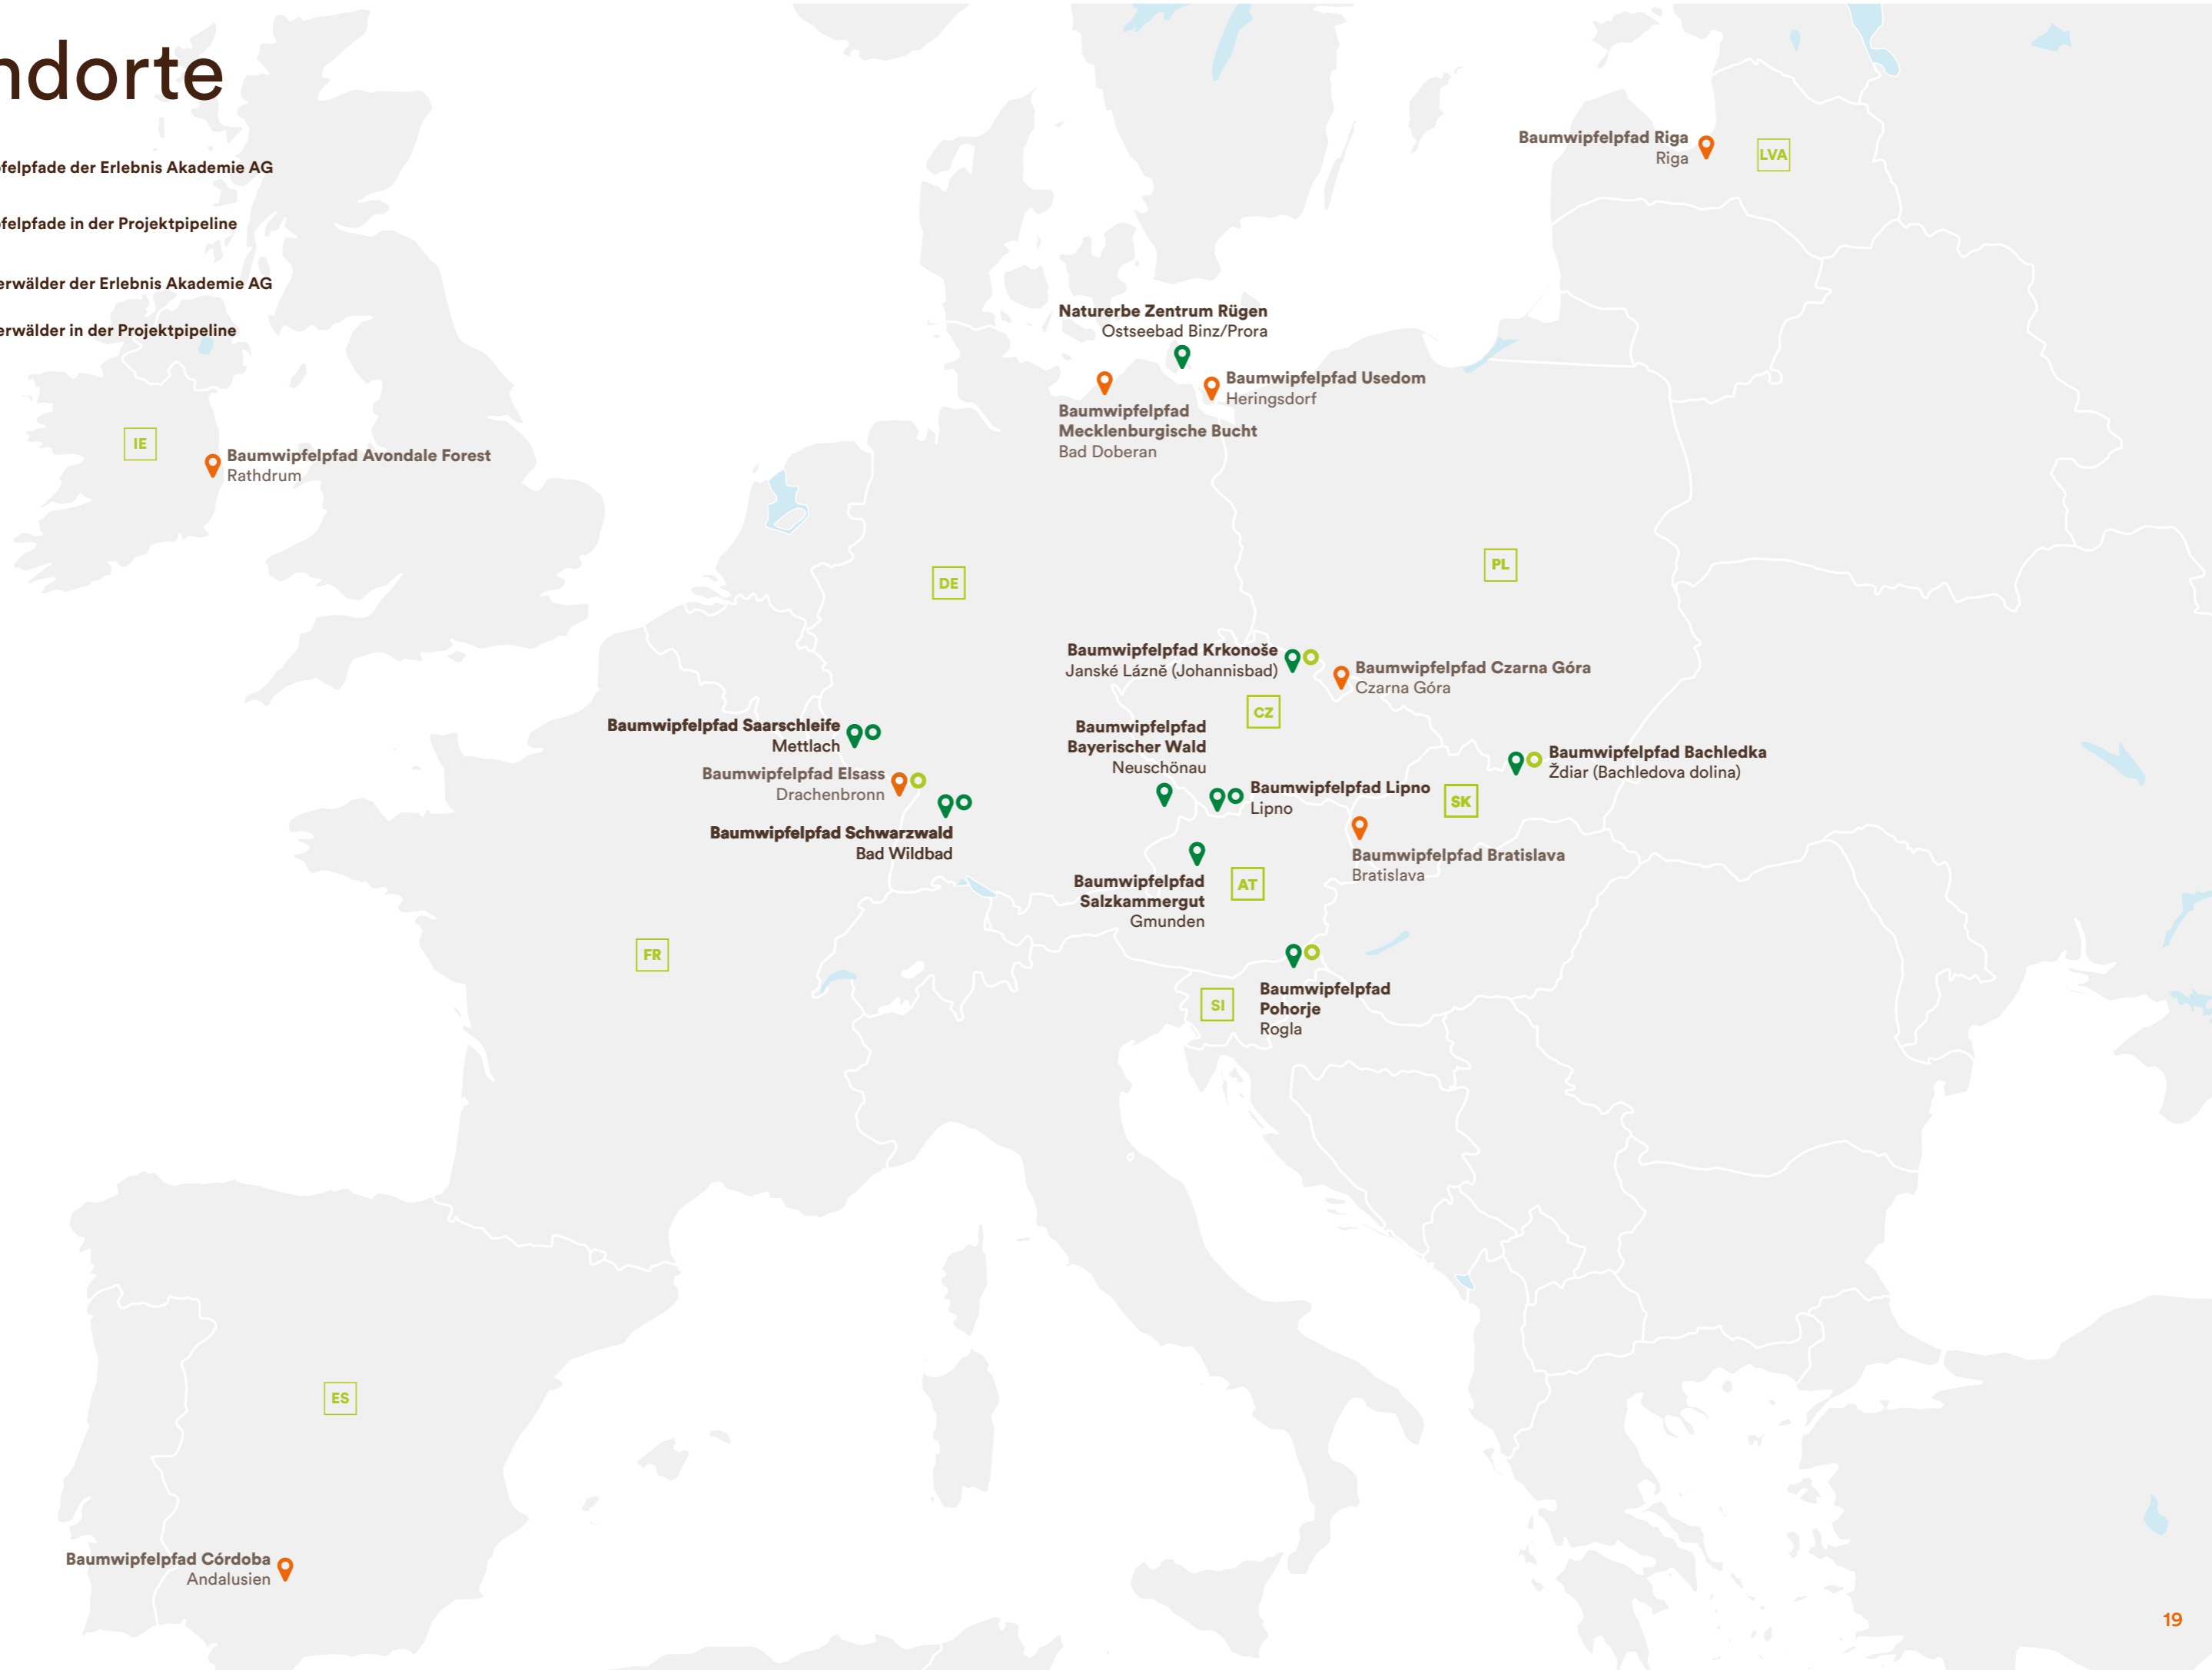 ndorte
felpfade der Erlebnis Akademie AG
felpfade in der Projektpipeline
erwälder der Erlebnis Akademie AG
erwälder in der Projektpipeline
Baumwipfelpfad Riga
Riga
LVA
Naturerbe Zentrum Rügen
Ostseebad Binz/Prora
Baumwipfelpfad Usedom
Heringsdorf
Baumwipfelpfad
Mecklenburgische Bucht
Bad Doberan
IE
Baumwipfelpfad Avondale Forest
Rathdrum
DE
PL
Baumwipfelpfad Krkonoše
Janské Lázně (Johannisbad)
Baumwipfelpfad Czarna Góra
Czarna Góra
CZ
Baumwipfelpfad Saarschleife
Mettlach
Baumwipfelpfad
Bayerischer Wald
Neuschönau
Baumwipfelpfad Bachledka
Ždiar (Bachledova dolina)
Baumwipfelpfad Elsass
Drachenbronn
Baumwipfelpfad Lipno
Lipno
SK
Baumwipfelpfad Schwarzwald
Bad Wildbad
Baumwipfelpfad Bratislava
Bratislava
Baumwipfelpfad
Salzkammergut
Gmunden
AT
FR
SI
Baumwipfelpfad
Pohorje
Rogla
ES
Baumwipfelpfad Córdoba
Andalusien
19